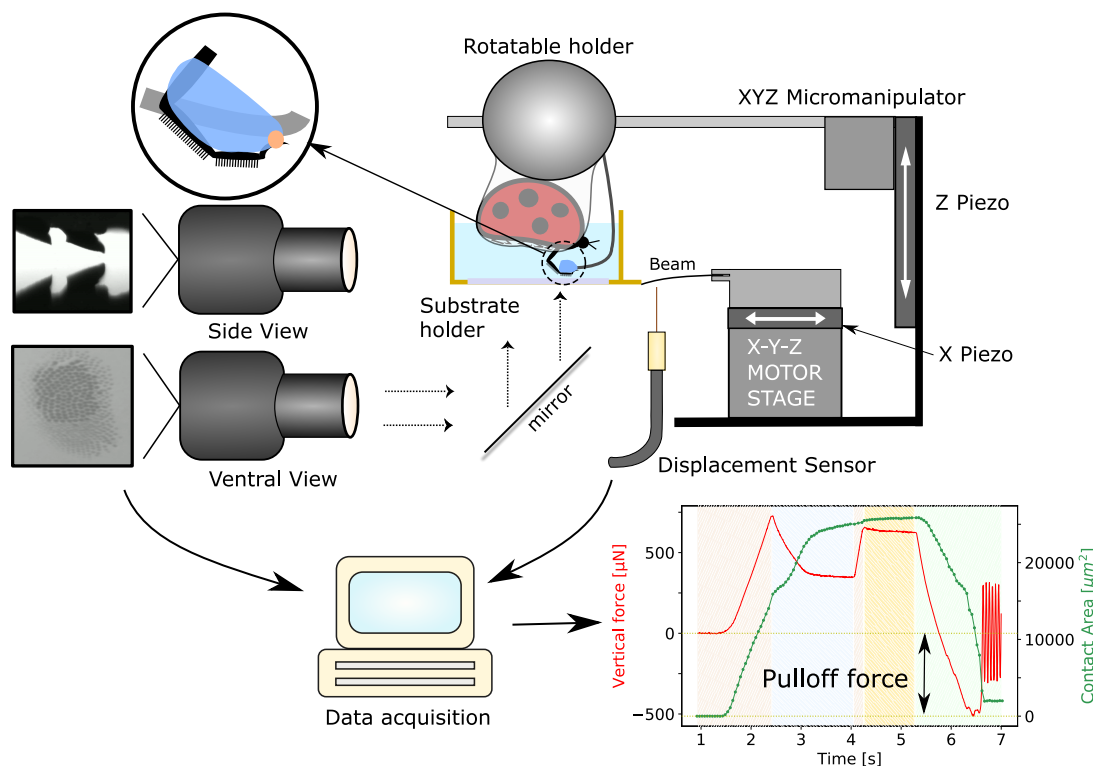 Rotatable holder
XYZ Micromanipulator
Z Piezo
Beam
Side View
Substrate
holder
X-Y-Z
MOTOR
STAGE
X Piezo
mirror
Ventral View
Displacement Sensor
Data acquisition
Vertical force [µN]
500
0
−500
Pulloff force
20000
10000
0
Contact Area [µm²]
1 2 3 4 5 6 7
Time [s]